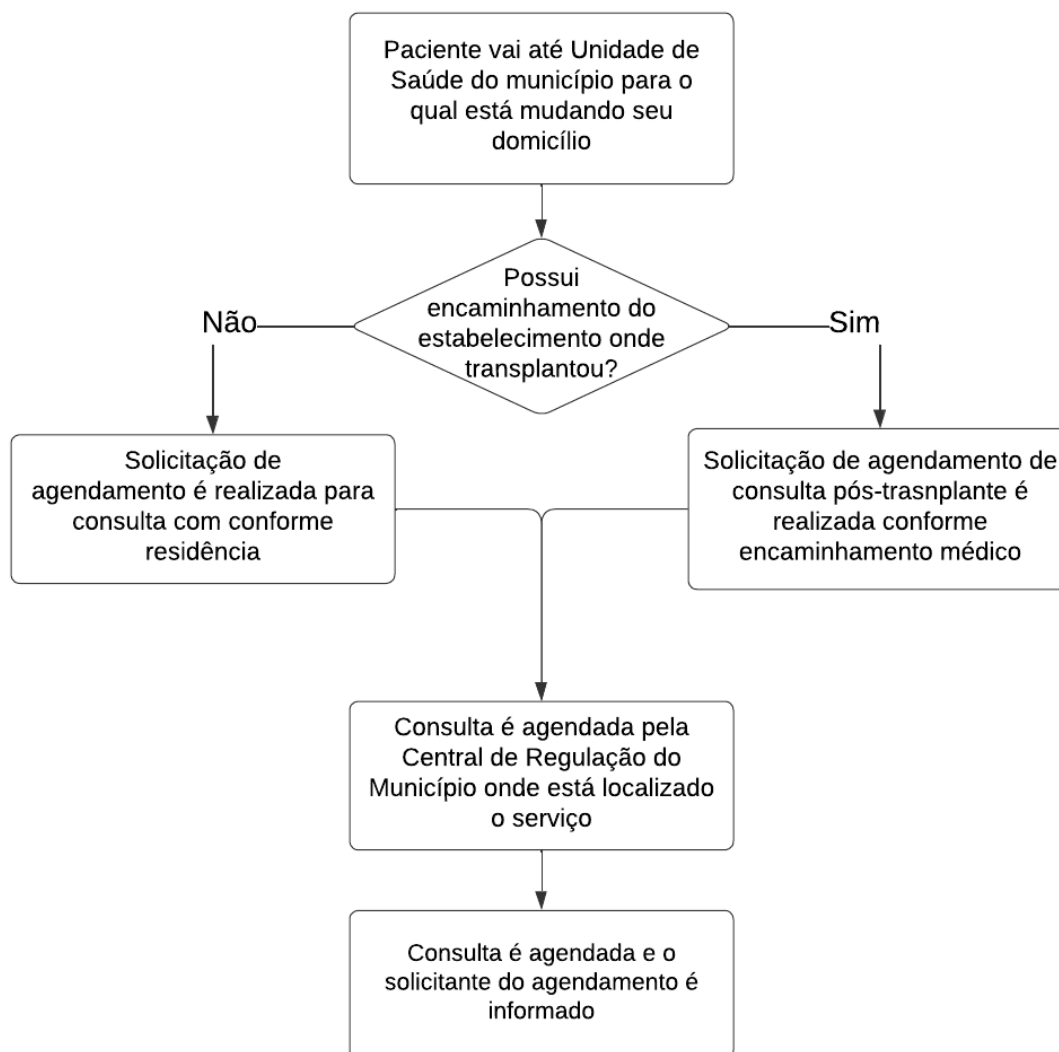 Paciente vai até Unidade de
Saúde do município para o
qual está mudando seu
domicílio
Possui
encaminhamento do
estabelecimento onde
transplantou?
Não
Sim
Solicitação de
agendamento é realizada para
consulta com conforme
residência
Solicitação de agendamento de
consulta pós-trasnplante é
realizada conforme
encaminhamento médico
Consulta é agendada pela
Central de Regulação do
Município onde está localizado
o serviço
Consulta é agendada e o
solicitante do agendamento é
informado